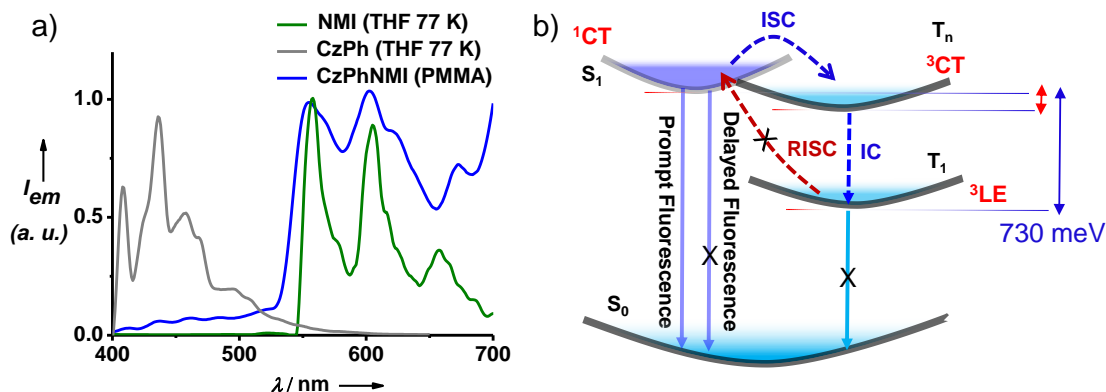 a)
NMI (THF 77 K)
CzPh (THF 77 K)
CzPhNMI (PMMA)
1.0
0.5
0.0
I_em
(a. u.)
400
500
600
700
λ / nm
b)
¹CT
S₁
ISC
Tₙ
³CT
RISC
X
IC
T₁
³LE
730 meV
Prompt Fluorescence
Delayed Fluorescence
X
X
S₀